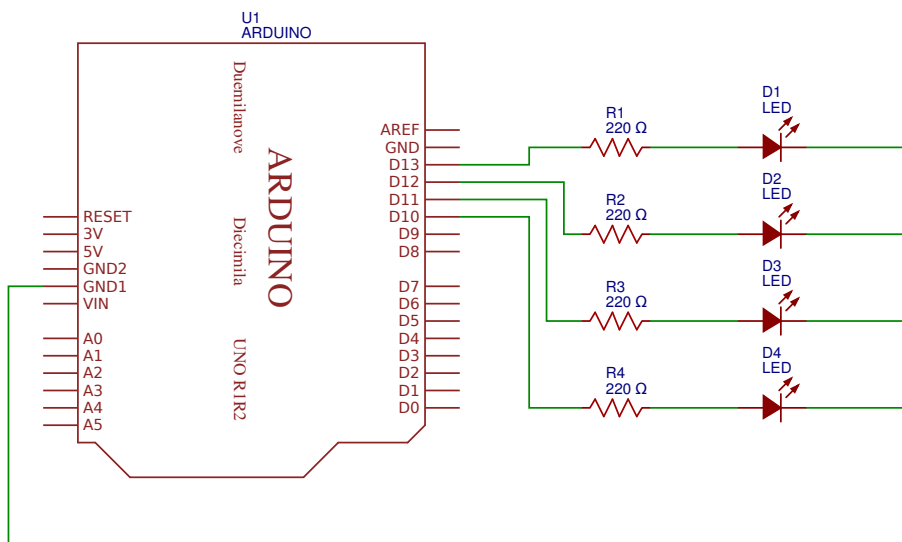 U1
ARDUINO
Duemilanove
Diecimila
UNO R1R2
ARDUINO
RESET
3V
5V
GND2
GND1
VIN
A0
A1
A2
A3
A4
A5
AREF
GND
D13
D12
D11
D10
D9
D8
D7
D6
D5
D4
D3
D2
D1
D0
R1
220 Ω
R2
220 Ω
R3
220 Ω
R4
220 Ω
D1
LED
D2
LED
D3
LED
D4
LED